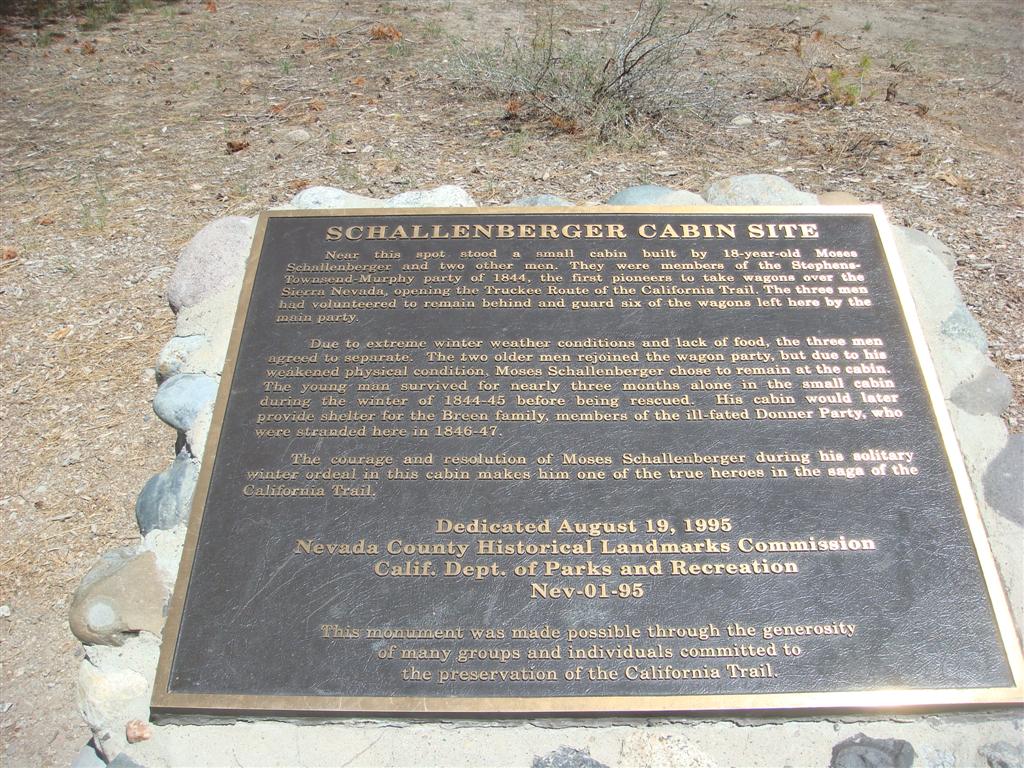 SCHALLENBERGER CABIN SITE
Near this spot stood a small cabin built by 18-year-old Moses
Schallenberger and two other men. They were members of the Stephens-
Townsend-Murphy party of 1844, the first pioneers to take wagons over the
Sierra Nevada, opening the Truckee Route of the California Trail. The three men
had volunteered to remain behind and guard six of the wagons left here by the
main party.
Due to extreme winter weather conditions and lack of food, the three men
agreed to separate. The two older men rejoined the wagon party, but due to his
weakened physical condition, Moses Schallenberger chose to remain at the cabin.
The young man survived for nearly three months alone in the small cabin
during the winter of 1844-45 before being rescued. His cabin would later
provide shelter for the Breen family, members of the ill-fated Donner Party, who
were stranded here in 1846-47.
The courage and resolution of Moses Schallenberger during his solitary
winter ordeal in this cabin makes him one of the true heroes in the saga of the
California Trail.
Dedicated August 19, 1995
Nevada County Historical Landmarks Commission
Calif. Dept. of Parks and Recreation
Nev-01-95
This monument was made possible through the generosity
of many groups and individuals committed to
the preservation of the California Trail.